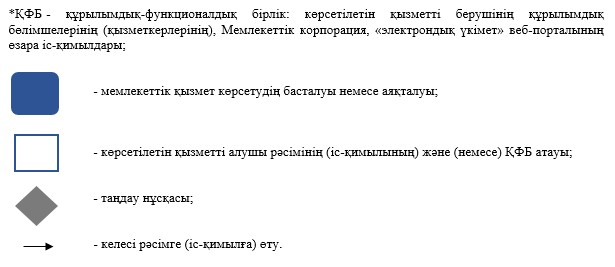 *ҚФБ - құрылымдық-функционалдық бірлік: көрсетілетін қызметті берушінің құрылымдық
бөлімшелерінің (қызметкерлерінің), Мемлекеттік корпорация, «электрондық үкімет» веб-порталының
өзара іс-қимылдары;
- мемлекеттік қызмет көрсетудің басталуы немесе аяқталуы;
- көрсетілетін қызметті алушы рәсімінің (іс-қимылының) және (немесе) ҚФБ атауы;
- таңдау нұсқасы;
- келесі рәсімге (іс-қимылға) өту.